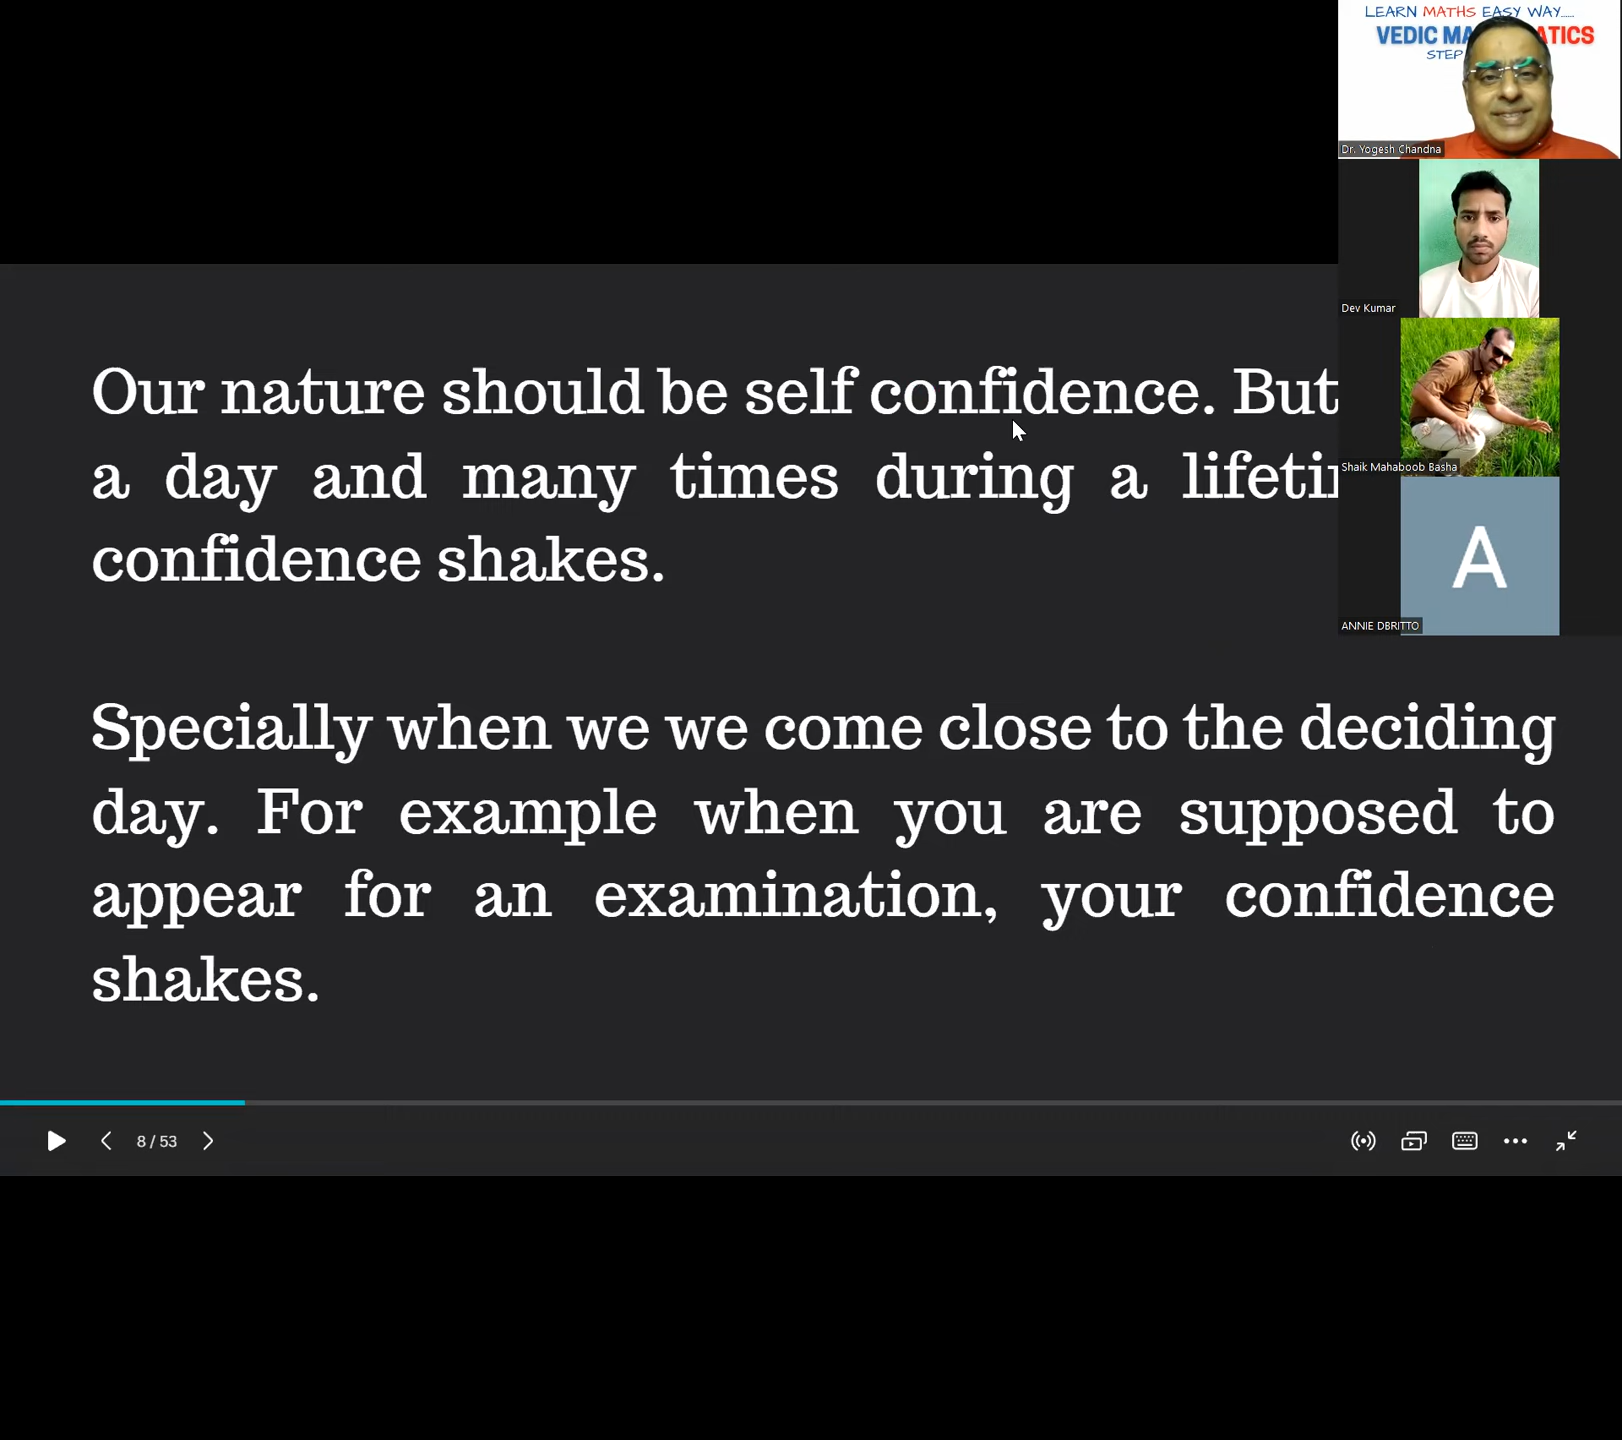 LEARN MATHS EASY WAY.....
VEDIC MA ATICS
STEP
Dr. Yogesh Chandna
Dev Kumar
Shaik Mahaboob Basha
A
ANNIE DBRITTO
Our nature should be self confidence. But
a day and many times during a
confidence shakes.
Specially when we we come close to the deciding
day. For example when you are supposed to
appear for an examination, your confidence
shakes.
8 / 53